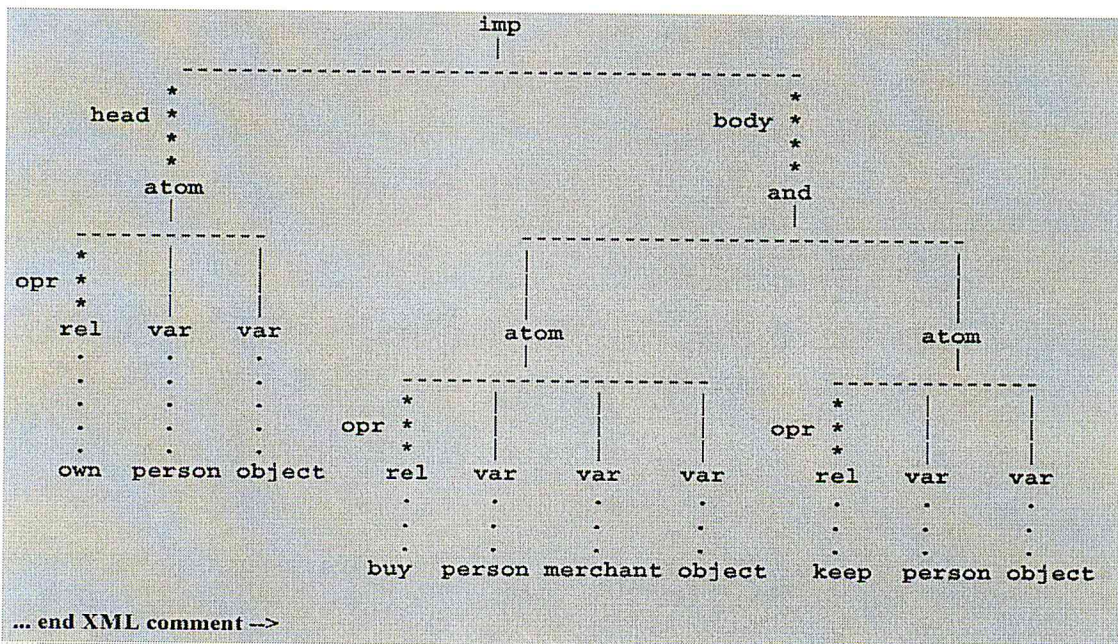 imp
|
-----------------------------------------------
* *
head * body *
* *
* *
atom and
| |
--------------- ----------------------------------
* | | | |
opr * | | | |
* | | | |
rel var var atom atom
. . . | |
. . . ------------------------ ----------------
. . . * | | | * | |
. . . opr * | | | opr * | |
. . . * | | | * | |
own person object rel var var var rel var var
. . . . . . .
. . . . . . .
. . . . . . .
buy person merchant object keep person object
... end XML comment -->